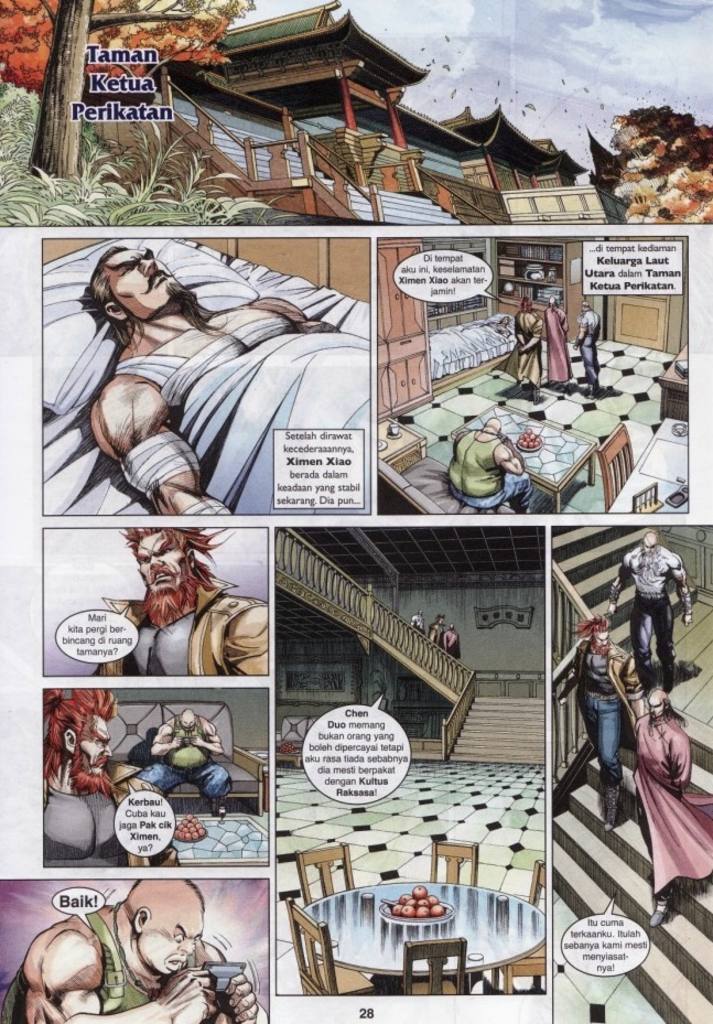 Taman
Ketua
Perikatan
Setelah dirawat
kecederaaannya,
Ximen Xiao
berada dalam
keadaan yang stabil
sekarang. Dia pun...
Di tempat
aku ini, keselamatan
Ximen Xiao akan ter-
jamin!
...di tempat kediaman
Keluarga Laut
Utara dalam Taman
Ketua Perikatan.
Mari
kita pergi ber-
bincang di ruang
tamanya?
Kerbau!
Cuba kau
jaga Pak cik
Ximen,
ya?
Baik!
Chen
Duo memang
bukan orang yang
boleh dipercayai tetapi
aku rasa tiada sebabnya
dia mesti berpakat
dengan Kultus
Raksasa!
Itu cuma
terkaanku. Itulah
sebabnya kami mesti
menyiasat-
nya!
28